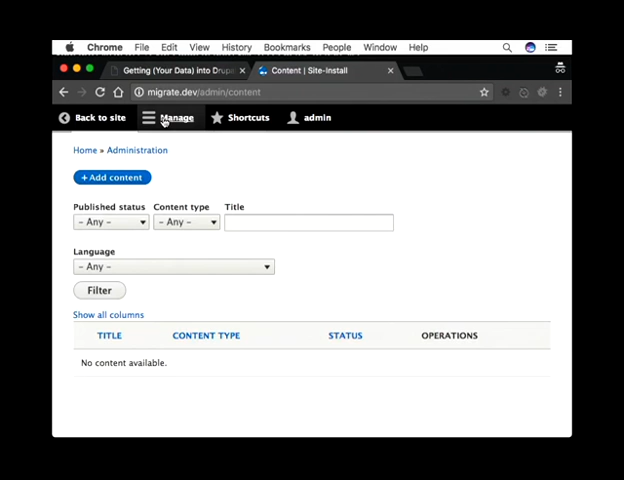 Chrome File Edit View History Bookmarks People Window Help
Getting (Your Data) into Drupa
Content | Site-Install
migrate.dev/admin/content
Back to site Manage Shortcuts admin
Home » Administration
+ Add content
Published status Content type Title
- Any - - Any -
Language
- Any -
Filter
Show all columns
TITLE CONTENT TYPE STATUS OPERATIONS
No content available.